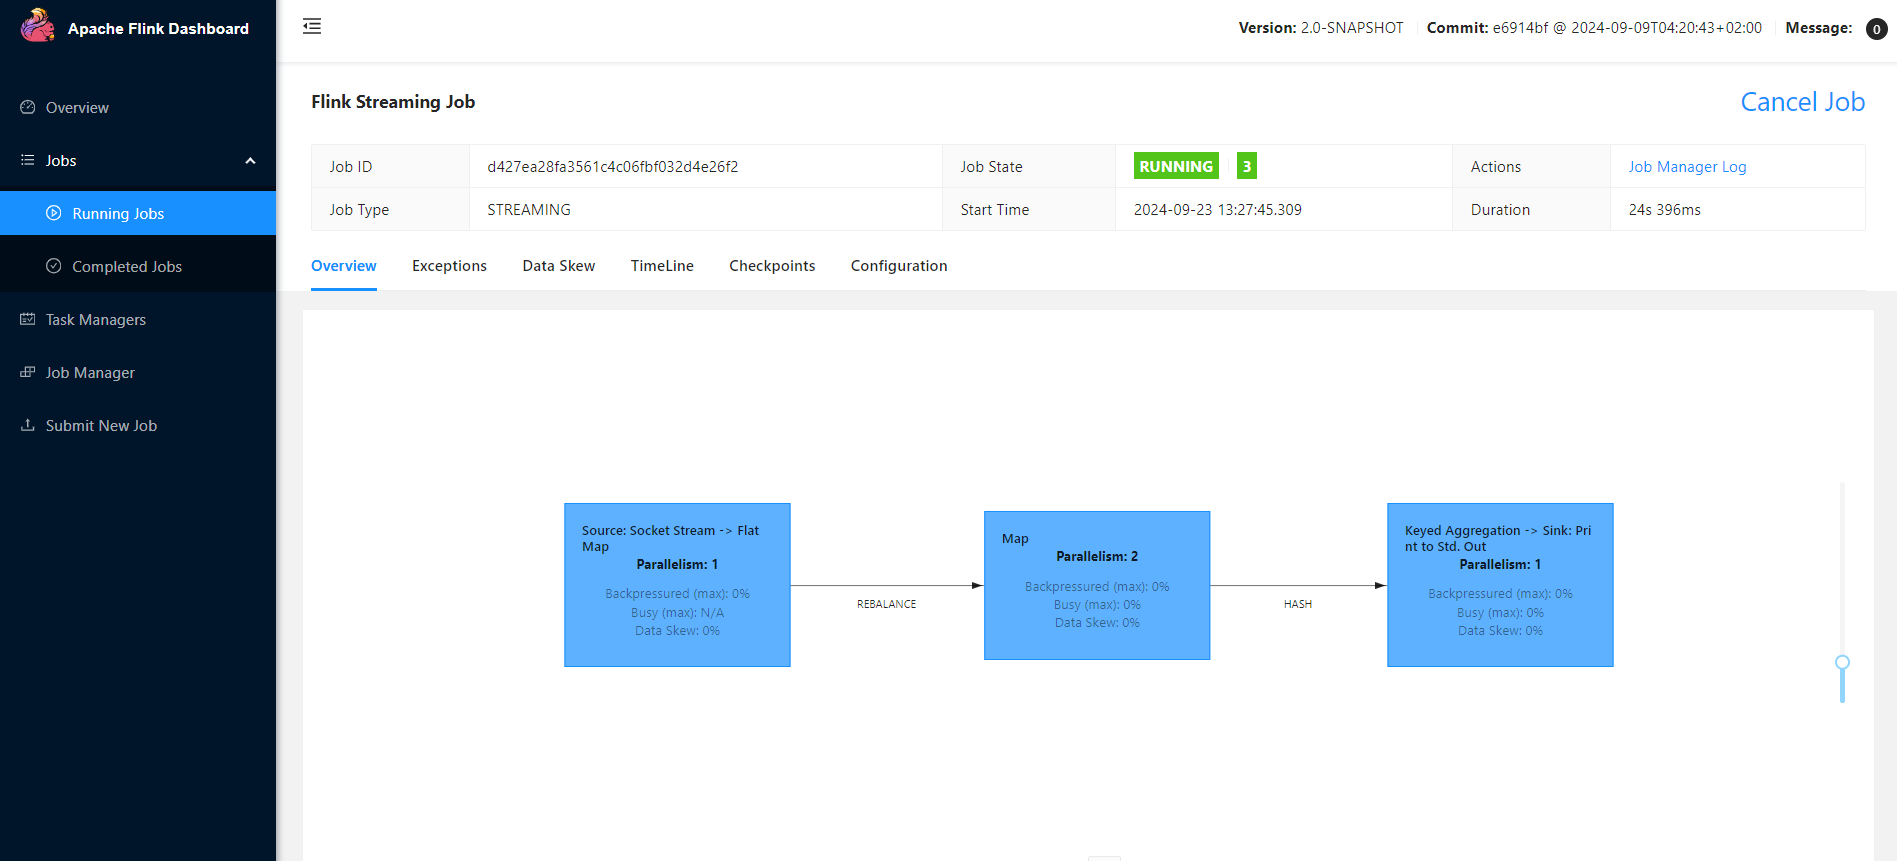 Apache Flink Dashboard
Version: 2.0-SNAPSHOT Commit: e6914bf @ 2024-09-09T04:20:43+02:00 Message: 0
Overview
Jobs
Running Jobs
Completed Jobs
Task Managers
Job Manager
Submit New Job
Flink Streaming Job
Cancel Job
Job ID d427ea28fa3561c4c06fbf032d4e26f2 Job State RUNNING 3 Actions Job Manager Log
Job Type STREAMING Start Time 2024-09-23 13:27:45.309 Duration 24s 396ms
Overview Exceptions Data Skew TimeLine Checkpoints Configuration
Source: Socket Stream -> Flat
Map
Parallelism: 1
Backpressured (max): 0%
Busy (max): N/A
Data Skew: 0%
REBALANCE
Map
Parallelism: 2
Backpressured (max): 0%
Busy (max): 0%
Data Skew: 0%
HASH
Keyed Aggregation -> Sink: Pri
nt to Std. Out
Parallelism: 1
Backpressured (max): 0%
Busy (max): 0%
Data Skew: 0%